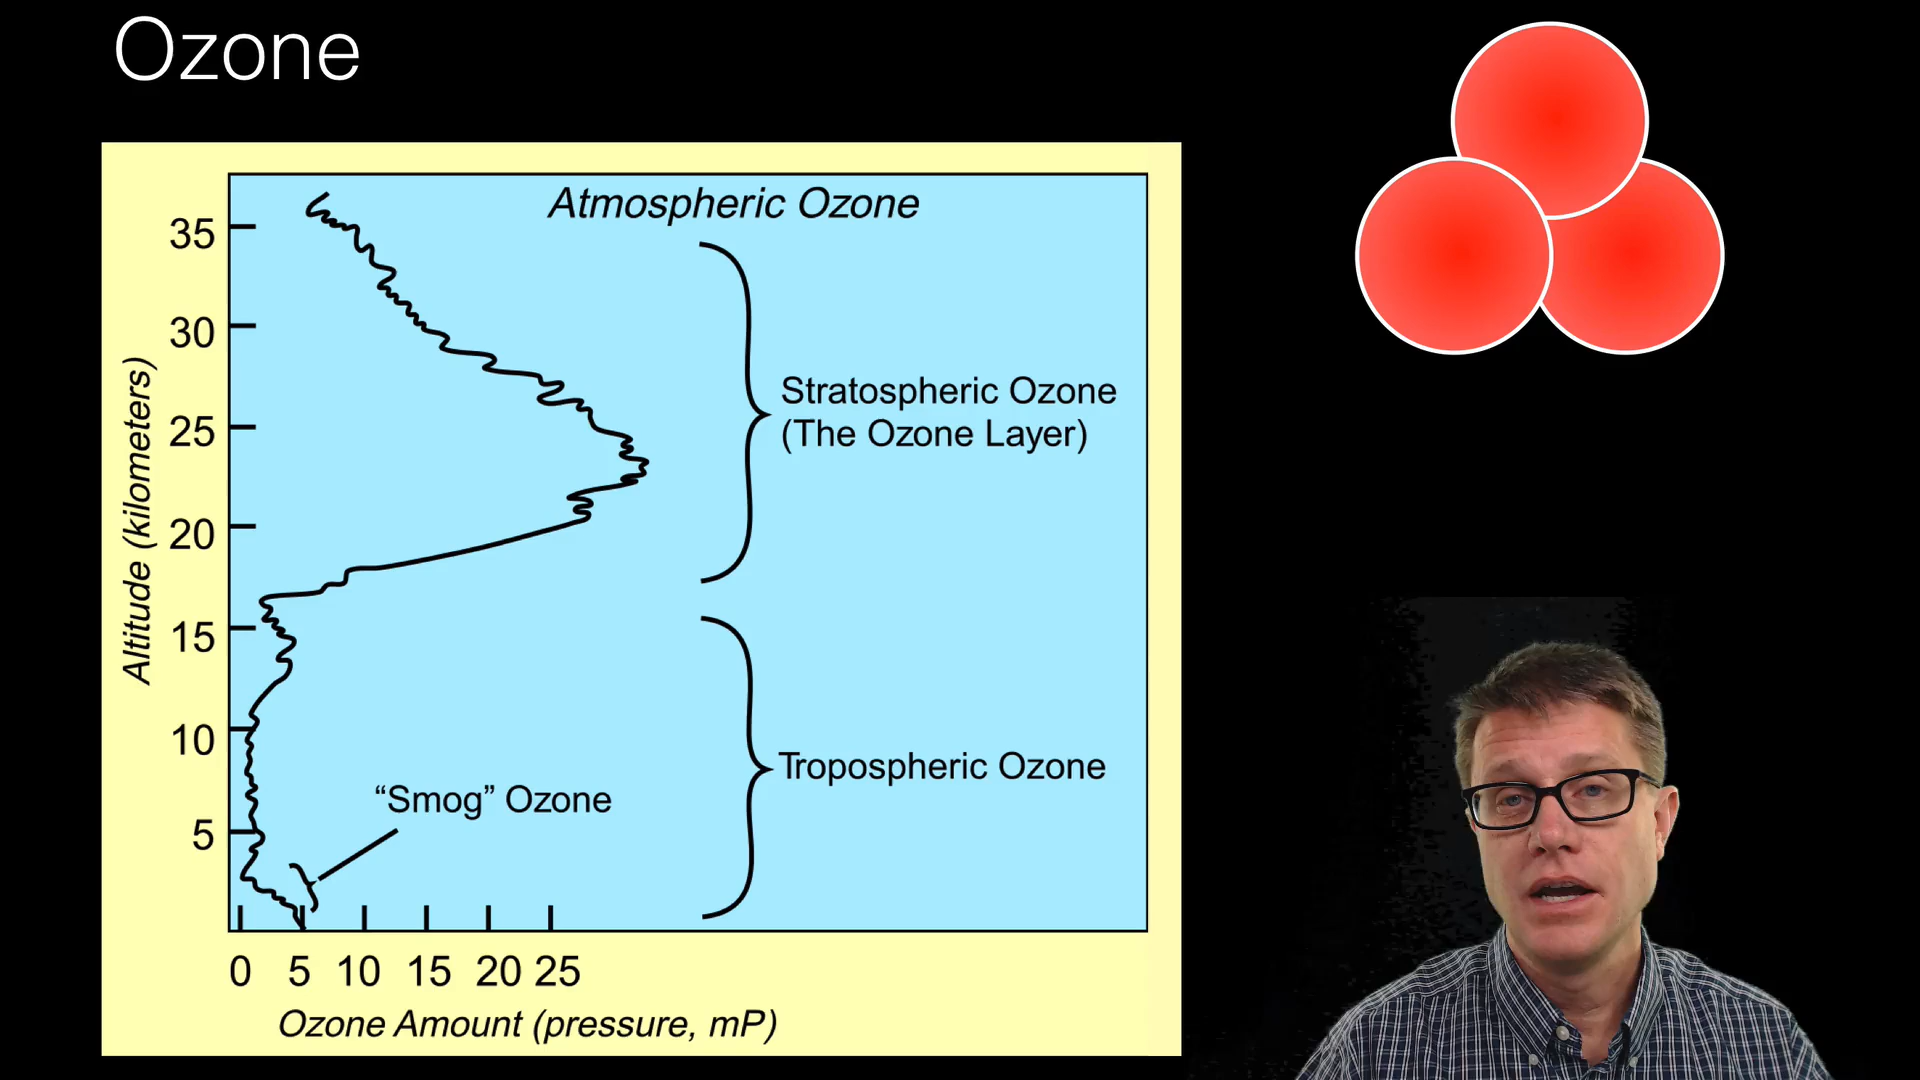 Ozone
Atmospheric Ozone
35
30
25
20
15
10
5
Altitude (kilometers)
Stratospheric Ozone
(The Ozone Layer)
Tropospheric Ozone
“Smog” Ozone
0 5 10 15 20 25
Ozone Amount (pressure, mP)